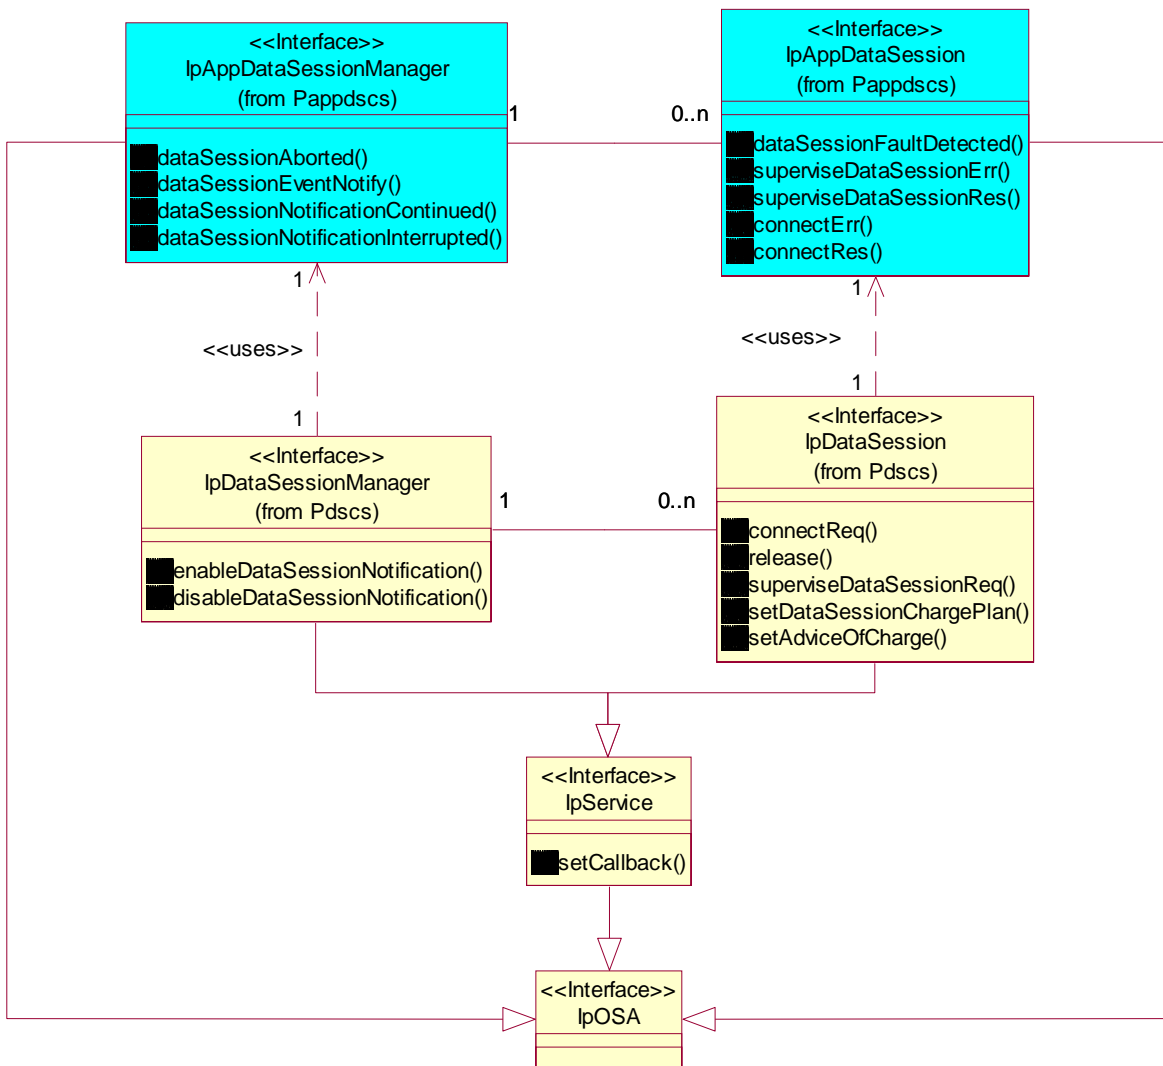 <<Interface>>
IpAppDataSessionManager
(from Pappdscs)
dataSessionAborted()
dataSessionEventNotify()
dataSessionNotificationContinued()
dataSessionNotificationInterrupted()
<<Interface>>
IpAppDataSession
(from Pappdscs)
dataSessionFaultDetected()
superviseDataSessionErr()
superviseDataSessionRes()
connectErr()
connectRes()
1
0..n
1
<<uses>>
1
1
<<uses>>
1
<<Interface>>
IpDataSessionManager
(from Pdscs)
enableDataSessionNotification()
disableDataSessionNotification()
<<Interface>>
IpDataSession
(from Pdscs)
connectReq()
release()
superviseDataSessionReq()
setDataSessionChargePlan()
setAdviceOfCharge()
1
0..n
<<Interface>>
IpService
setCallback()
<<Interface>>
IpOSA